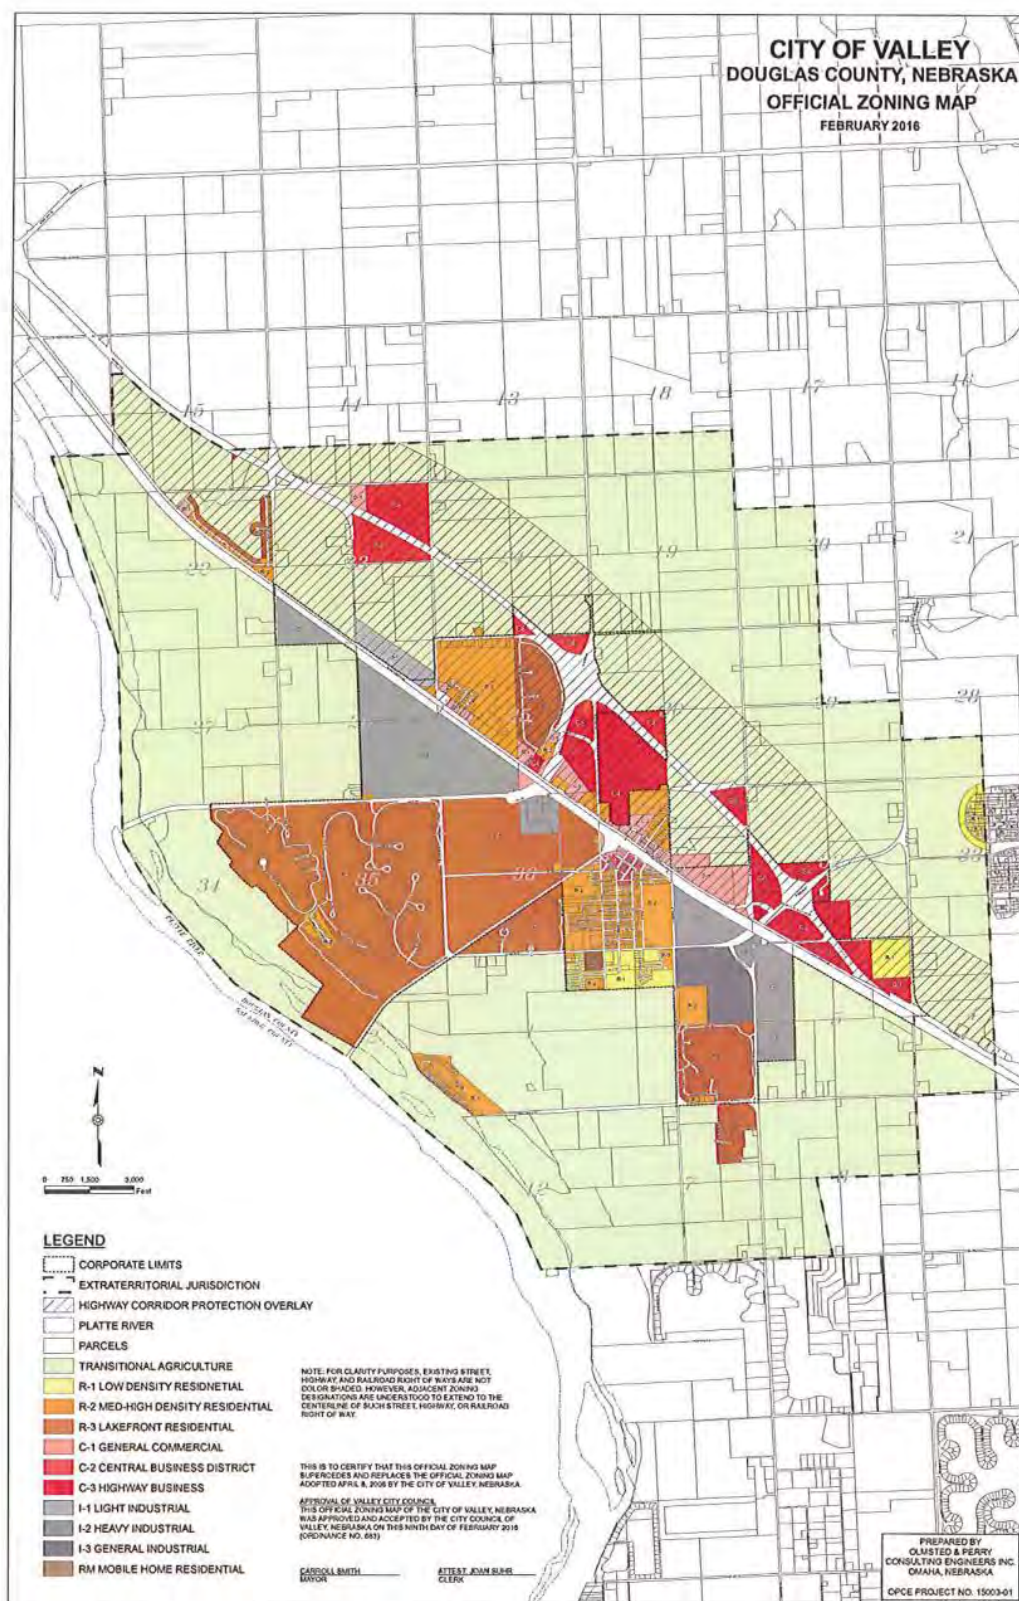 CITY OF VALLEY
DOUGLAS COUNTY, NEBRASKA
OFFICIAL ZONING MAP
FEBRUARY 2016
15
14
13
18
17
16
22
23
19
20
21
27
29
28
34
35
33
12
7
PLATTE RIVER
DOUGLAS COUNTY
SAUNDERS COUNTY
N
0 750 1,500 3,000
Feet
LEGEND
CORPORATE LIMITS
EXTRATERRITORIAL JURISDICTION
HIGHWAY CORRIDOR PROTECTION OVERLAY
PLATTE RIVER
PARCELS
TRANSITIONAL AGRICULTURE
R-1 LOW DENSITY RESIDNETIAL
R-2 MED-HIGH DENSITY RESIDENTIAL
R-3 LAKEFRONT RESIDENTIAL
C-1 GENERAL COMMERCIAL
C-2 CENTRAL BUSINESS DISTRICT
C-3 HIGHWAY BUSINESS
I-1 LIGHT INDUSTRIAL
I-2 HEAVY INDUSTRIAL
I-3 GENERAL INDUSTRIAL
RM MOBILE HOME RESIDENTIAL
NOTE: FOR CLARITY PURPOSES, EXISTING STREET,
HIGHWAY, AND RAILROAD RIGHT OF WAYS ARE NOT
COLOR SHADED. HOWEVER, ADJACENT ZONING
DESIGNATIONS ARE UNDERSTOOD TO EXTEND TO THE
CENTERLINE OF SUCH STREET, HIGHWAY, OR RAILROAD
RIGHT OF WAY.
THIS IS TO CERTIFY THAT THIS OFFICIAL ZONING MAP
SUPERCEDES AND REPLACES THE OFFICIAL ZONING MAP
ADOPTED APRIL 8, 2008 BY THE CITY OF VALLEY, NEBRASKA
APPROVAL OF VALLEY CITY COUNCIL
THIS OFFICIAL ZONING MAP OF THE CITY OF VALLEY, NEBRASKA
WAS APPROVED AND ACCEPTED BY THE CITY COUNCIL OF
VALLEY, NEBRASKA ON THIS NINTH DAY OF FEBRUARY 2016
(ORDINANCE NO. 683)
CARROLL SMITH
MAYOR
ATTEST: JOAN SUHR
CLERK
PREPARED BY
OLMSTED & PERRY
CONSULTING ENGINEERS INC.
OMAHA, NEBRASKA
OPCE PROJECT NO. 15003-01